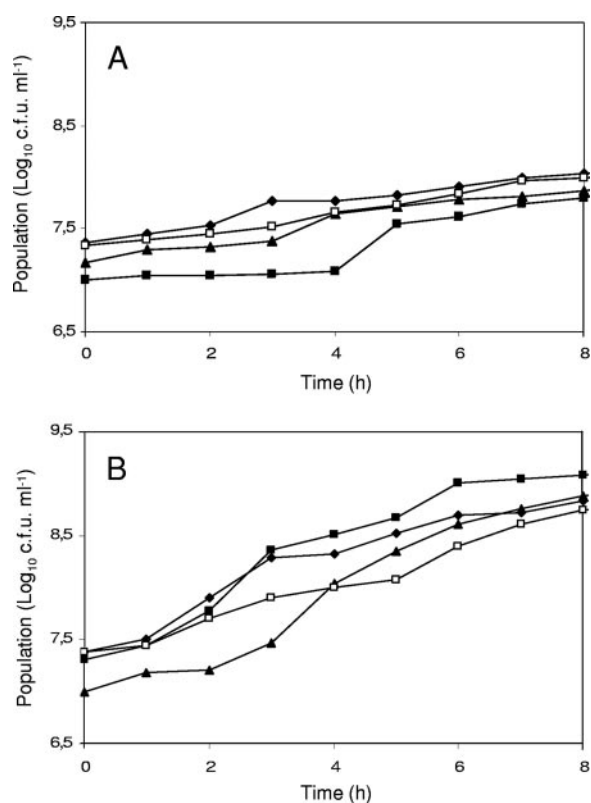 A
9,5
8,5
7,5
6,5
Population (Log₁₀ c.f.u. ml⁻¹)
0 2 4 6 8
Time (h)
B
9,5
8,5
7,5
6,5
Population (Log₁₀ c.f.u. ml⁻¹)
0 2 4 6 8
Time (h)